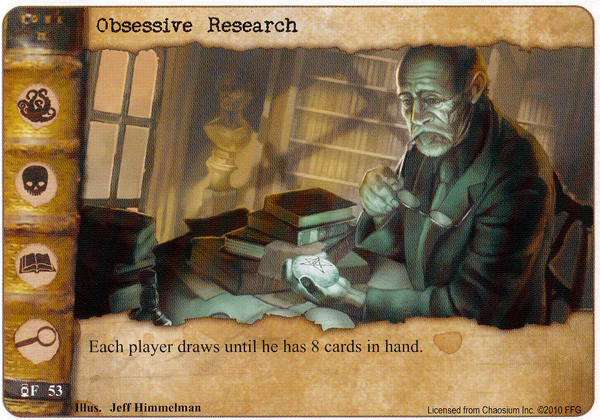 Obsessive Research
Each player draws until he has 8 cards in hand.
F 53
Illus. Jeff Himmelman
Licensed from Chaosium Inc. ©2010 FFG